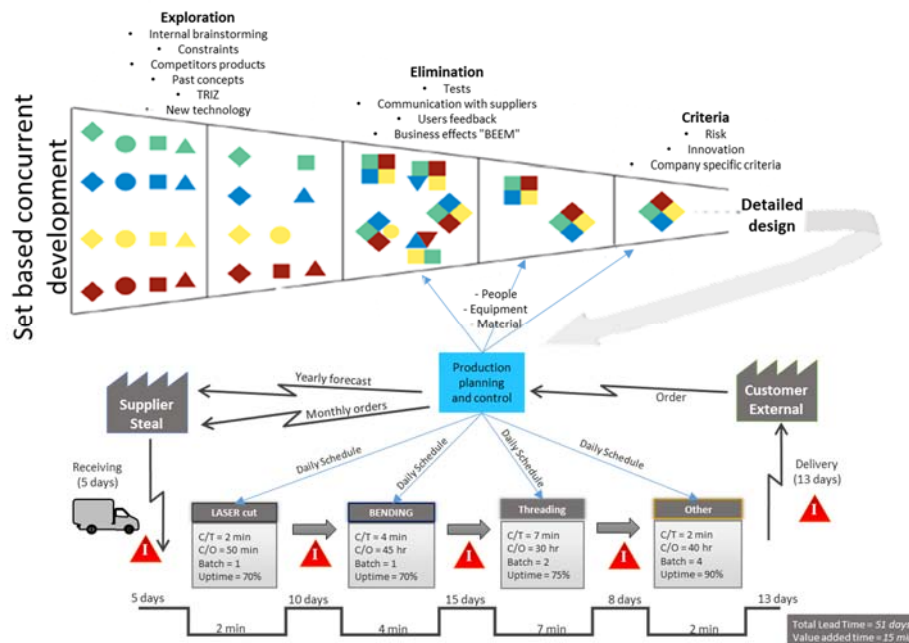 Exploration
• Internal brainstorming
• Constraints
• Competitors products
• Past concepts
• TRIZ
• New technology
Elimination
• Tests
• Communication with suppliers
• Users feedback
• Business effects "BEEM"
Criteria
• Risk
• Innovation
• Company specific criteria
Set based concurrent
development
Detailed
design
- People
- Equipment
- Material
Production
planning
and control
Yearly forecast
Monthly orders
Order
Supplier
Steal
Customer
External
Receiving
(5 days)
Delivery
(13 days)
Daily Schedule
Daily Schedule
Daily Schedule
Daily Schedule
LASER cut
C/T = 2 min
C/O = 50 min
Batch = 1
Uptime = 70%
BENDING
C/T = 4 min
C/O = 45 hr
Batch = 1
Uptime = 70%
Threading
C/T = 7 min
C/O = 30 hr
Batch = 2
Uptime = 75%
Other
C/T = 2 min
C/O = 40 hr
Batch = 4
Uptime = 90%
I
I
I
I
I
5 days
10 days
15 days
8 days
13 days
2 min
4 min
7 min
2 min
Total Lead Time = 51 days
Value added time = 15 min